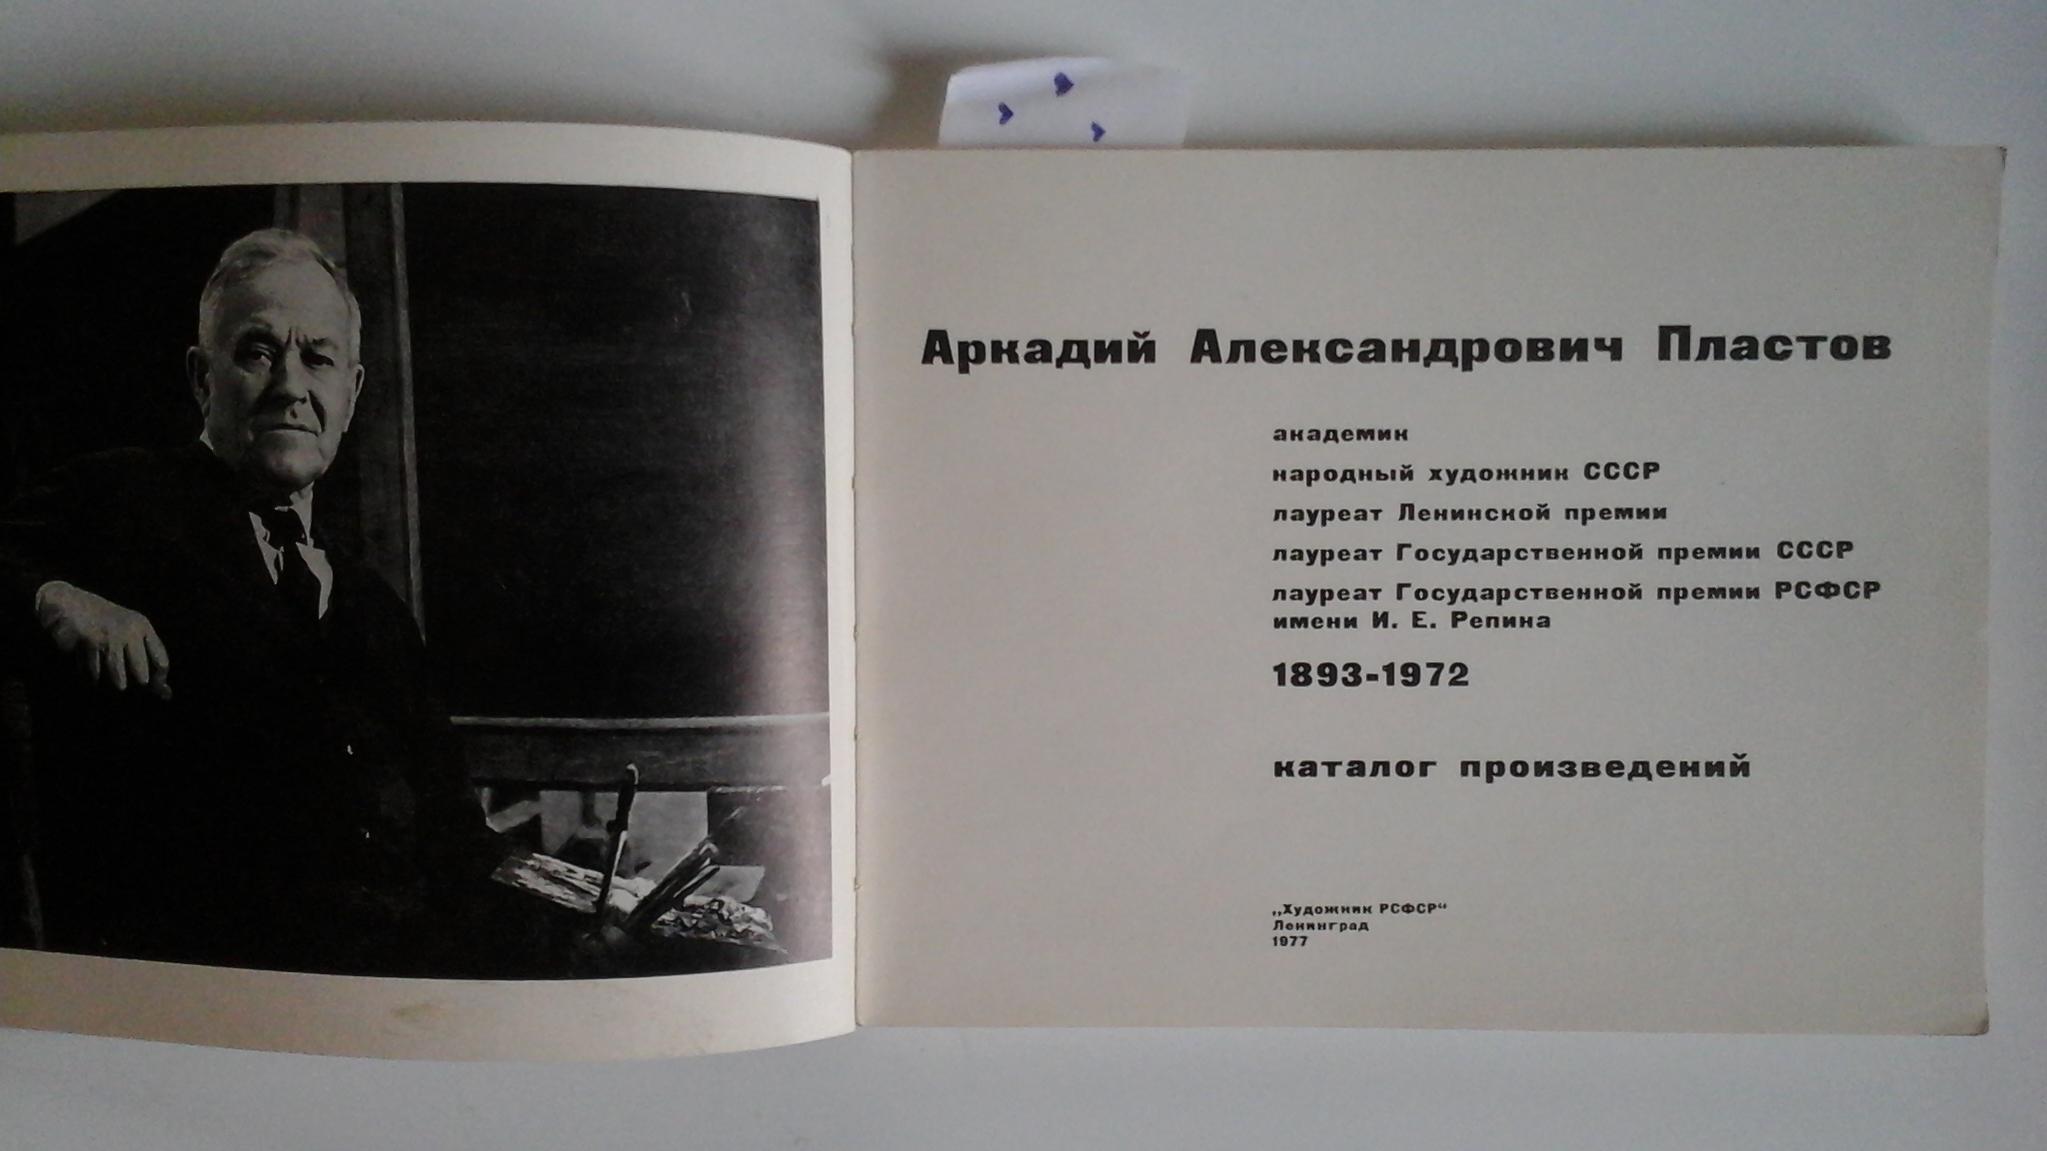 Аркадий Александрович Пластов
академик
народный художник СССР
лауреат Ленинской премии
лауреат Государственной премии СССР
лауреат Государственной премии РСФСР
имени И. Е. Репина
1893-1972
каталог произведений
„Художник РСФСР“
Ленинград
1977